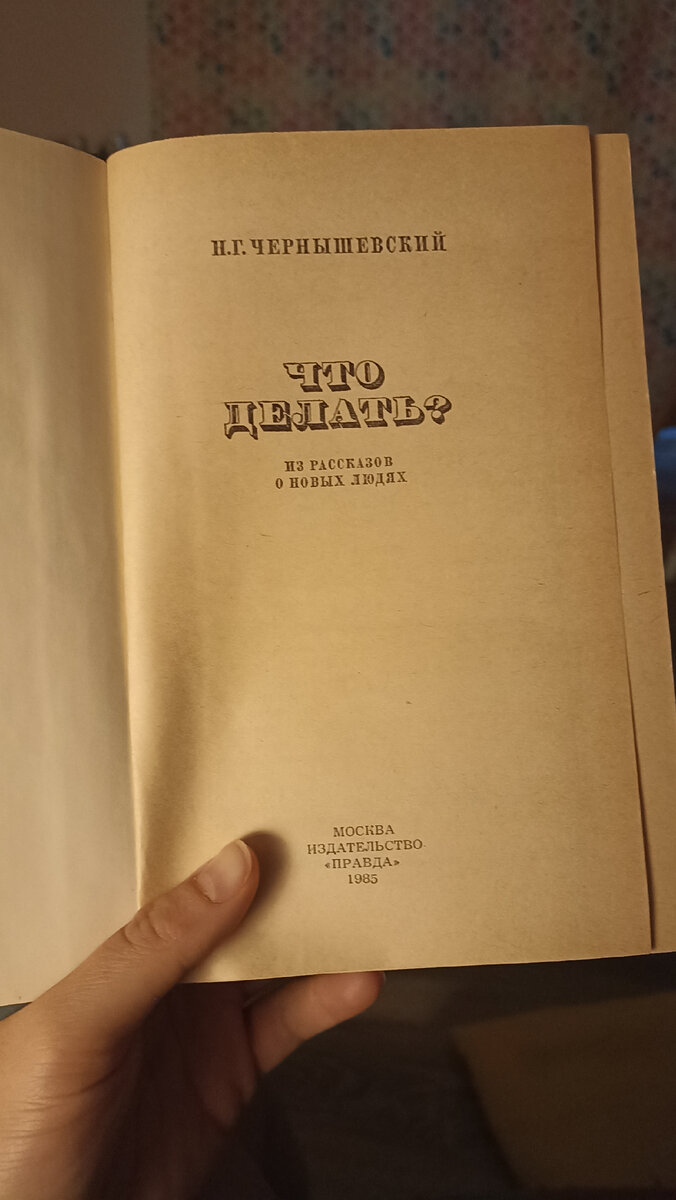 Н.Г. ЧЕРНЫШЕВСКИЙ
ЧТО
ДЕЛАТЬ?
ИЗ РАССКАЗОВ
О НОВЫХ ЛЮДЯХ
МОСКВА
ИЗДАТЕЛЬСТВО
«ПРАВДА»
1985